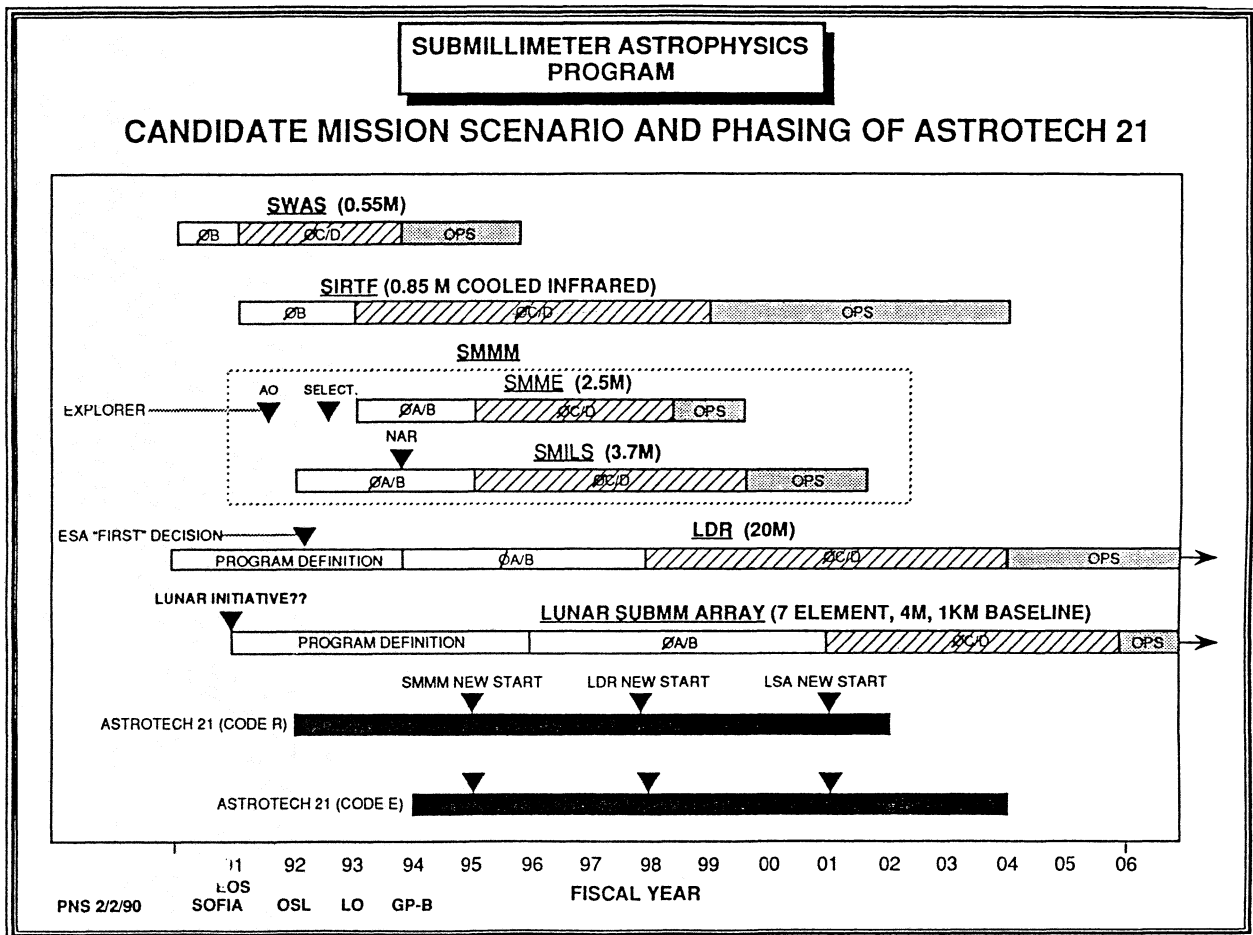 SUBMILLIMETER ASTROPHYSICS
PROGRAM
CANDIDATE MISSION SCENARIO AND PHASING OF ASTROTECH 21
SWAS (0.55M)
ØB ØC/D OPS
SIRTF (0.85 M COOLED INFRARED)
ØB ØC/D OPS
SMMM
AO SELECT. SMME (2.5M)
EXPLORER
ØA/B ØC/D OPS
NAR SMILS (3.7M)
ØA/B ØC/D OPS
ESA "FIRST" DECISION LDR (20M)
PROGRAM DEFINITION ØA/B ØC/D OPS
LUNAR INITIATIVE??
LUNAR SUBMM ARRAY (7 ELEMENT, 4M, 1KM BASELINE)
PROGRAM DEFINITION ØA/B ØC/D OPS
SMMM NEW START LDR NEW START LSA NEW START
ASTROTECH 21 (CODE R)
ASTROTECH 21 (CODE E)
91 92 93 94 95 96 97 98 99 00 01 02 03 04 05 06
EOS
FISCAL YEAR
PNS 2/2/90 SOFIA OSL LO GP-B